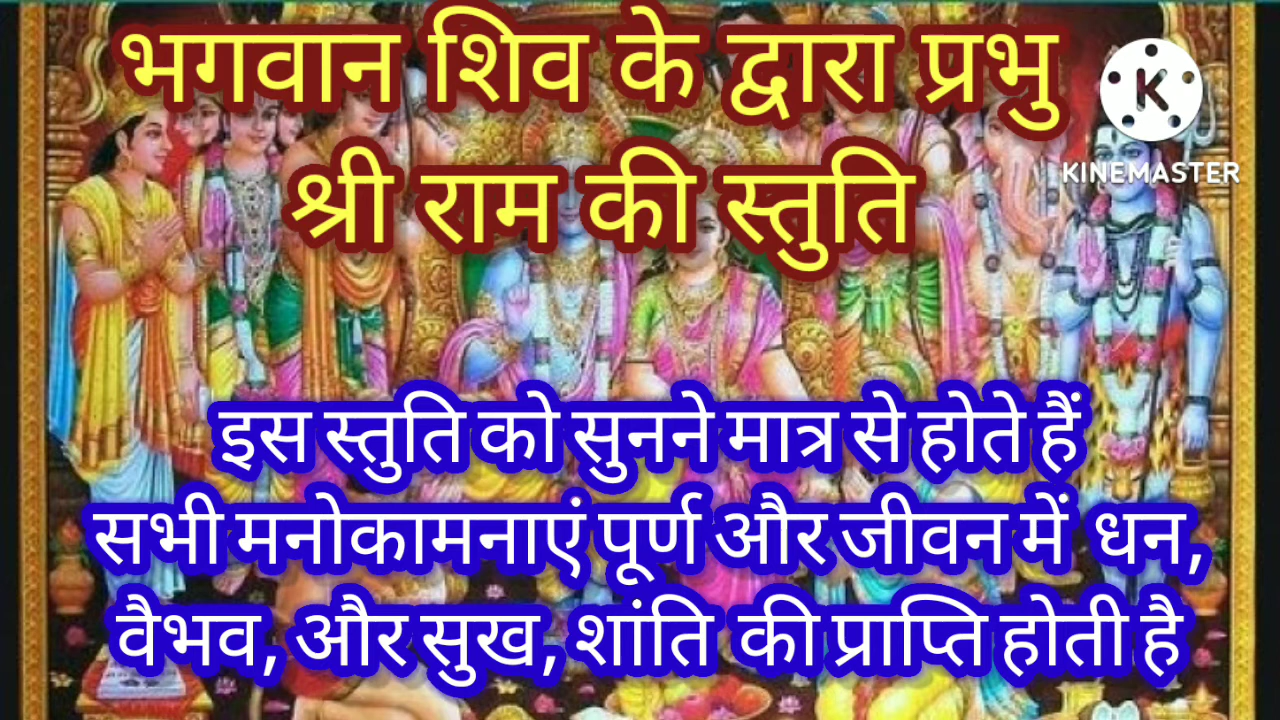 भगवान शिव के द्वारा प्रभु
श्री राम की स्तुति
K
KINEMASTER
इस स्तुति को सुनने मात्र से होते हैं
सभी मनोकामनाएं पूर्ण और जीवन में धन,
वैभव, और सुख, शांति की प्राप्ति होती है